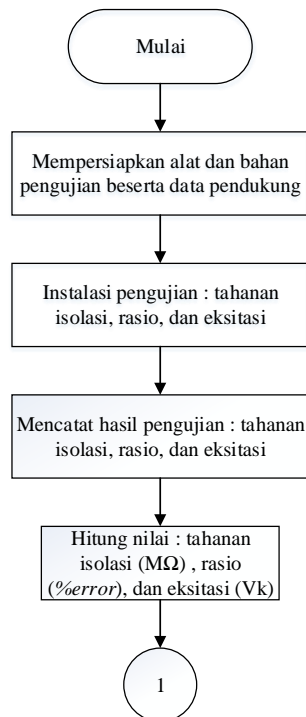 Mulai
Mempersiapkan alat dan bahan
pengujian beserta data pendukung
Instalasi pengujian : tahanan
isolasi, rasio, dan eksitasi
Mencatat hasil pengujian : tahanan
isolasi, rasio, dan eksitasi
Hitung nilai : tahanan
isolasi (MΩ) , rasio
(%error), dan eksitasi (Vk)
1